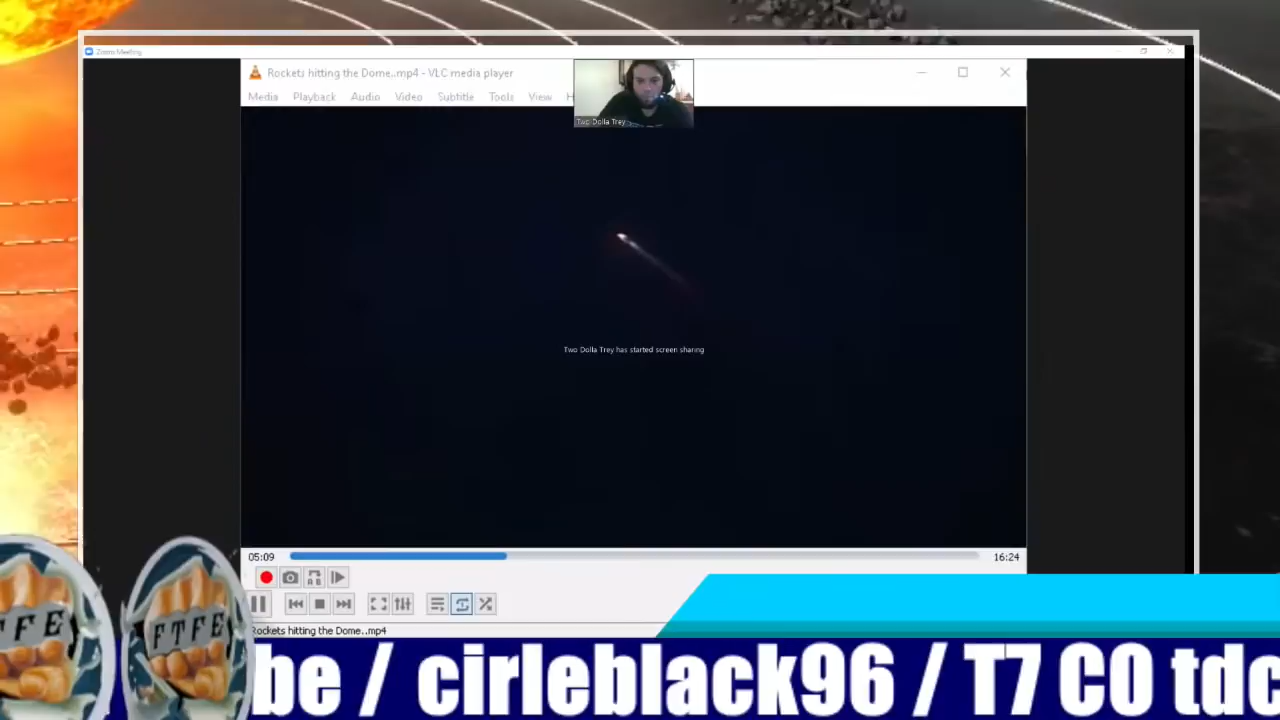 Zoom Meeting
Rockets hitting the Dome..mp4 - VLC media player
Media Playback Audio Video Subtitle Tools View H
Two Dolla Trey
Two Dolla Trey has started screen sharing
05:09
16:24
Rockets hitting the Dome..mp4
FTFE
FTFE
be / cirleblack96 / T7 CO tdc